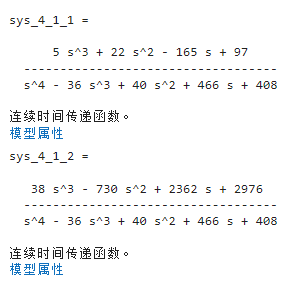 sys_4_1_1 =
5 s^3 + 22 s^2 - 165 s + 97
---------------------------------
s^4 - 36 s^3 + 40 s^2 + 466 s + 408
连续时间传递函数。
模型属性
sys_4_1_2 =
38 s^3 - 730 s^2 + 2362 s + 2976
---------------------------------
s^4 - 36 s^3 + 40 s^2 + 466 s + 408
连续时间传递函数。
模型属性